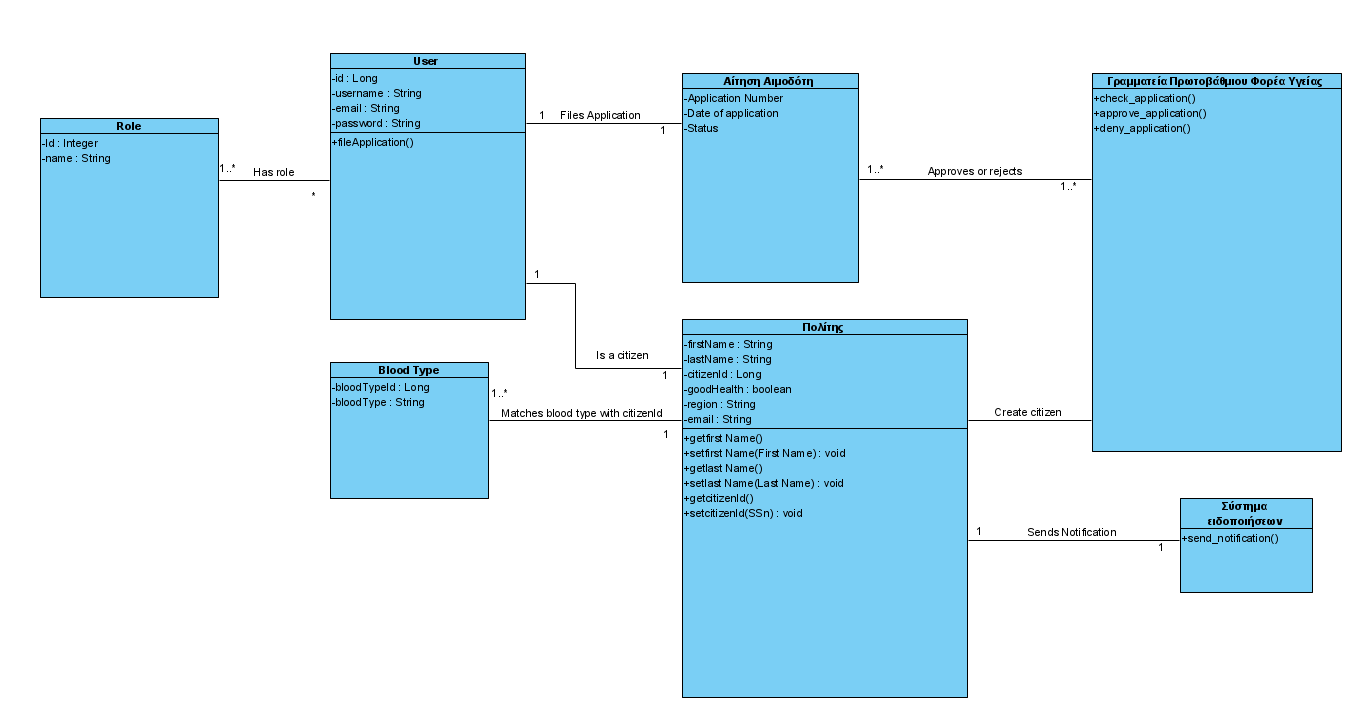 Role
-Id : Integer
-name : String
1..*
Has role
*
User
-id : Long
-username : String
-email : String
-password : String
+fileApplication()
1
Files Application
1
Αίτηση Αιμοδότη
-Application Number
-Date of application
-Status
1..*
Approves or rejects
1..*
Γραμματεία Πρωτοβάθμιου Φορέα Υγείας
+check_application()
+approve_application()
+deny_application()
1
Is a citizen
1
Blood Type
-bloodTypeId : Long
-bloodType : String
1..*
Matches blood type with citizenId
1
Πολίτης
-firstName : String
-lastName : String
-citizenId : Long
-goodHealth : boolean
-region : String
-email : String
+getfirst Name()
+setfirst Name(First Name) : void
+getlast Name()
+setlast Name(Last Name) : void
+getcitizenId()
+setcitizenId(SSn) : void
Create citizen
1
Sends Notification
1
Σύστημα
ειδοποιήσεων
+send_notification()